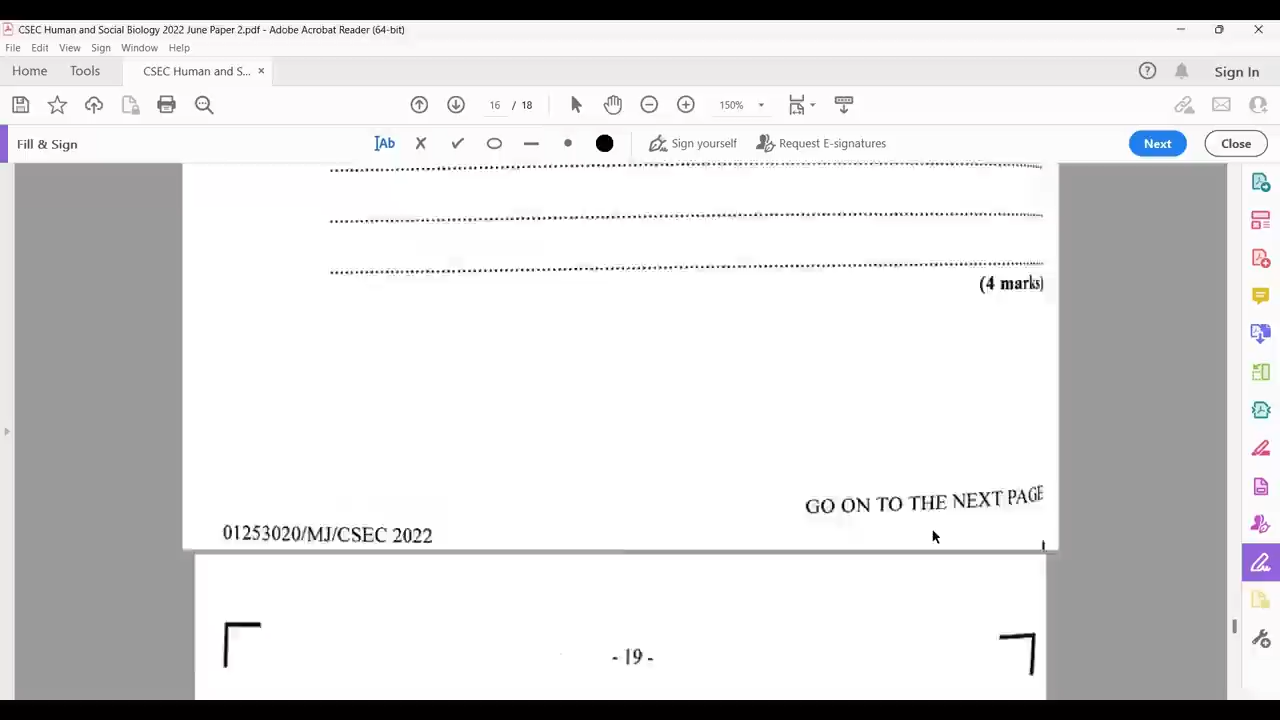 CSEC Human and Social Biology 2022 June Paper 2.pdf - Adobe Acrobat Reader (64-bit)
File Edit View Sign Window Help
Home Tools CSEC Human and S... × Sign In
16 / 18 150%
Fill & Sign Ab Sign yourself Request E-signatures Next Close
(4 marks)
GO ON TO THE NEXT PAGE
01253020/MJ/CSEC 2022
- 19 -